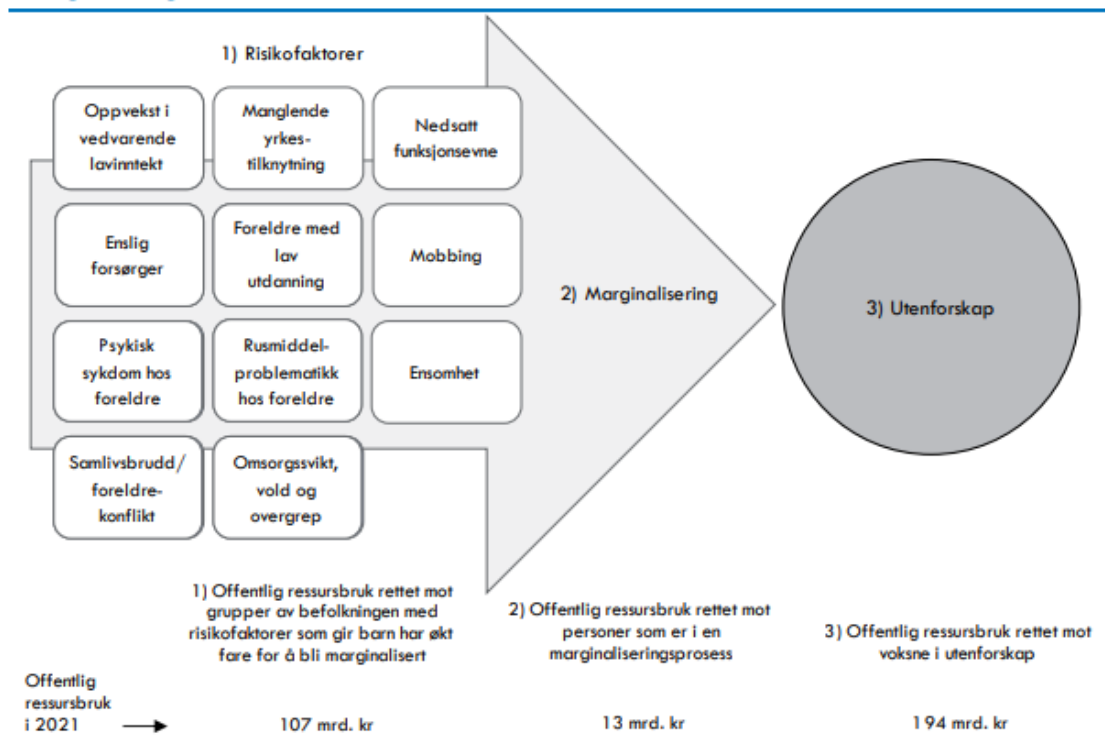 1) Risikofaktorer
Oppvekst i
vedvarende
lavinntekt
Manglende
yrkes-
tilknytning
Nedsatt
funksjonsevne
Enslig
forsørger
Foreldre med
lav
utdanning
Mobbing
Psykisk
sykdom hos
foreldre
Rusmiddel-
problematikk
hos foreldre
Ensomhet
Samlivsbrudd/
foreldre-
konflikt
Omsorgssvikt,
vold og
overgrep
2) Marginalisering
3) Utenforskap
1) Offentlig ressursbruk rettet mot
grupper av befolkningen med
risikofaktorer som gir barn har økt
fare for å bli marginalisert
2) Offentlig ressursbruk rettet mot
personer som er i en
marginaliseringsprosess
3) Offentlig ressursbruk rettet mot
voksne i utenforskap
Offentlig
ressursbruk
i 2021
107 mrd. kr
13 mrd. kr
194 mrd. kr